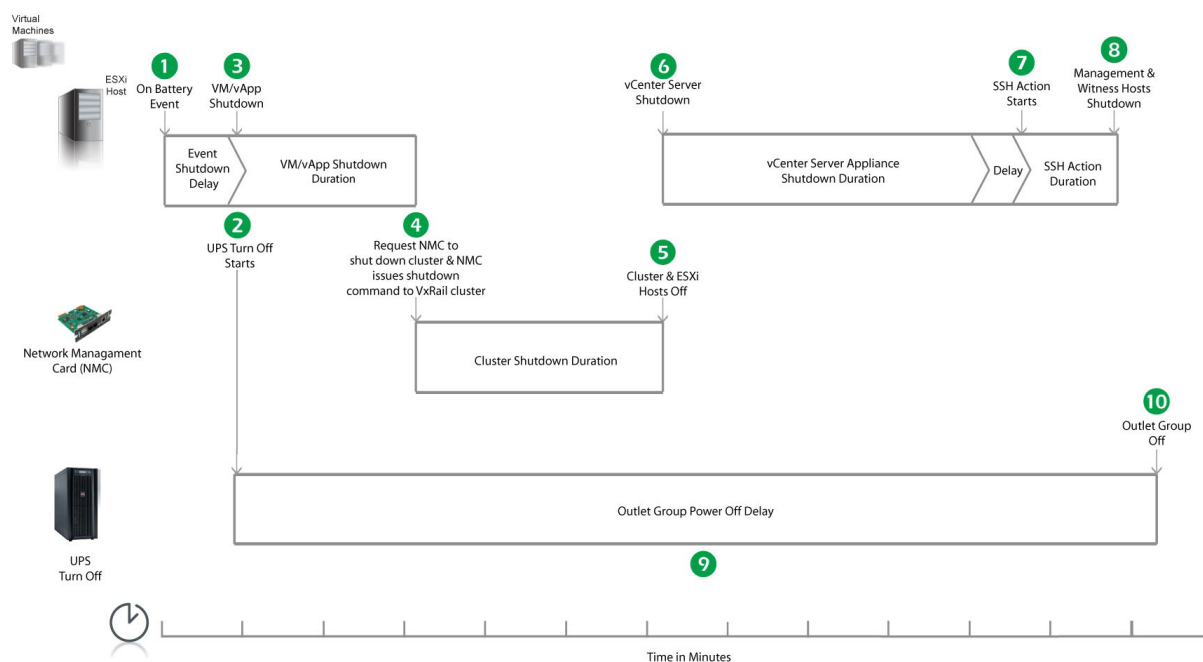 Virtual
Machines
ESXi
Host
1
On Battery
Event
3
VM/vApp
Shutdown
6
vCenter Server
Shutdown
7
SSH Action
Starts
8
Management &
Witness Hosts
Shutdown
Event
Shutdown
Delay
VM/vApp Shutdown
Duration
vCenter Server Appliance
Shutdown Duration
Delay
SSH Action
Duration
2
UPS Turn Off
Starts
4
Request NMC to
shut down cluster & NMC
issues shutdown
command to VxRail cluster
5
Cluster & ESXi
Hosts Off
Network Managament
Card (NMC)
Cluster Shutdown Duration
10
Outlet Group
Off
UPS
Turn Off
Outlet Group Power Off Delay
9
Time in Minutes